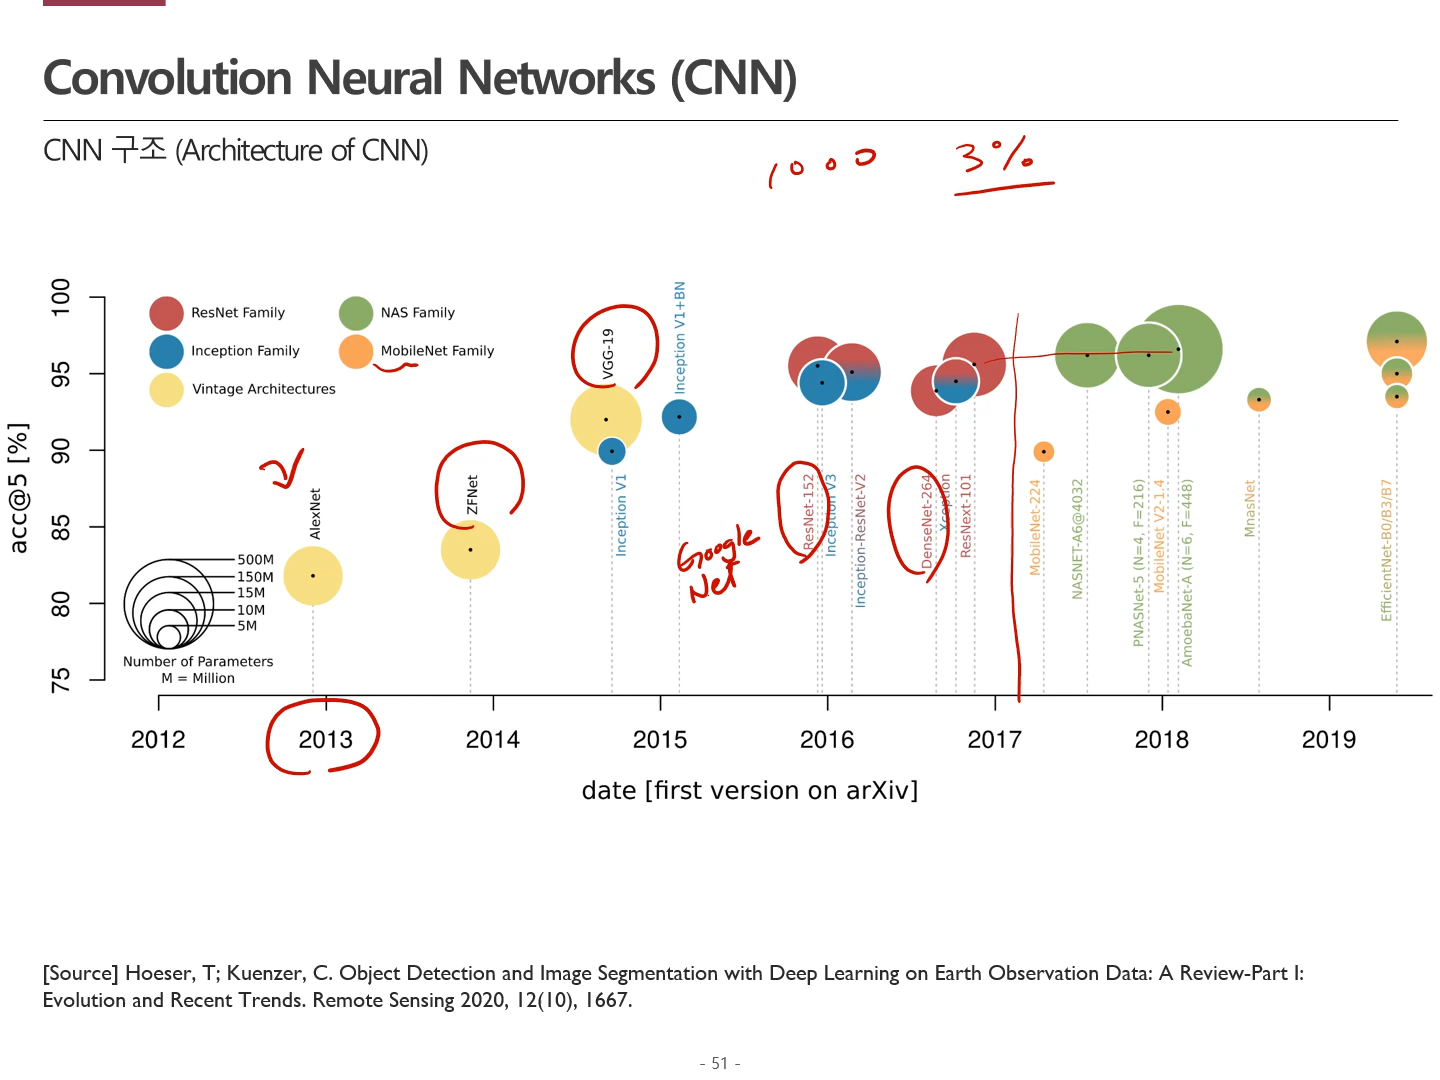 Convolution Neural Networks (CNN)
CNN 구조 (Architecture of CNN)
1000 3%
acc@5 [%]
100
95
90
85
80
75
ResNet Family
NAS Family
Inception Family
MobileNet Family
Vintage Architectures
500M
150M
15M
10M
5M
Number of Parameters
M = Million
AlexNet
ZFNet
VGG-19
Inception V1
Inception V1+BN
Google
Net
ResNet-152
Inception V3
Inception-ResNet-V2
DenseNet-264
Xception
ResNext-101
MobileNet-224
NASNET-A6@4032
PNASNet-5 (N=4, F=216)
MobileNet V2-1.4
AmoebaNet-A (N=6, F=448)
MnasNet
EfficientNet-B0/B3/B7
2012 2013 2014 2015 2016 2017 2018 2019
date [first version on arXiv]
[Source] Hoeser, T; Kuenzer, C. Object Detection and Image Segmentation with Deep Learning on Earth Observation Data: A Review-Part I:
Evolution and Recent Trends. Remote Sensing 2020, 12(10), 1667.
- 51 -